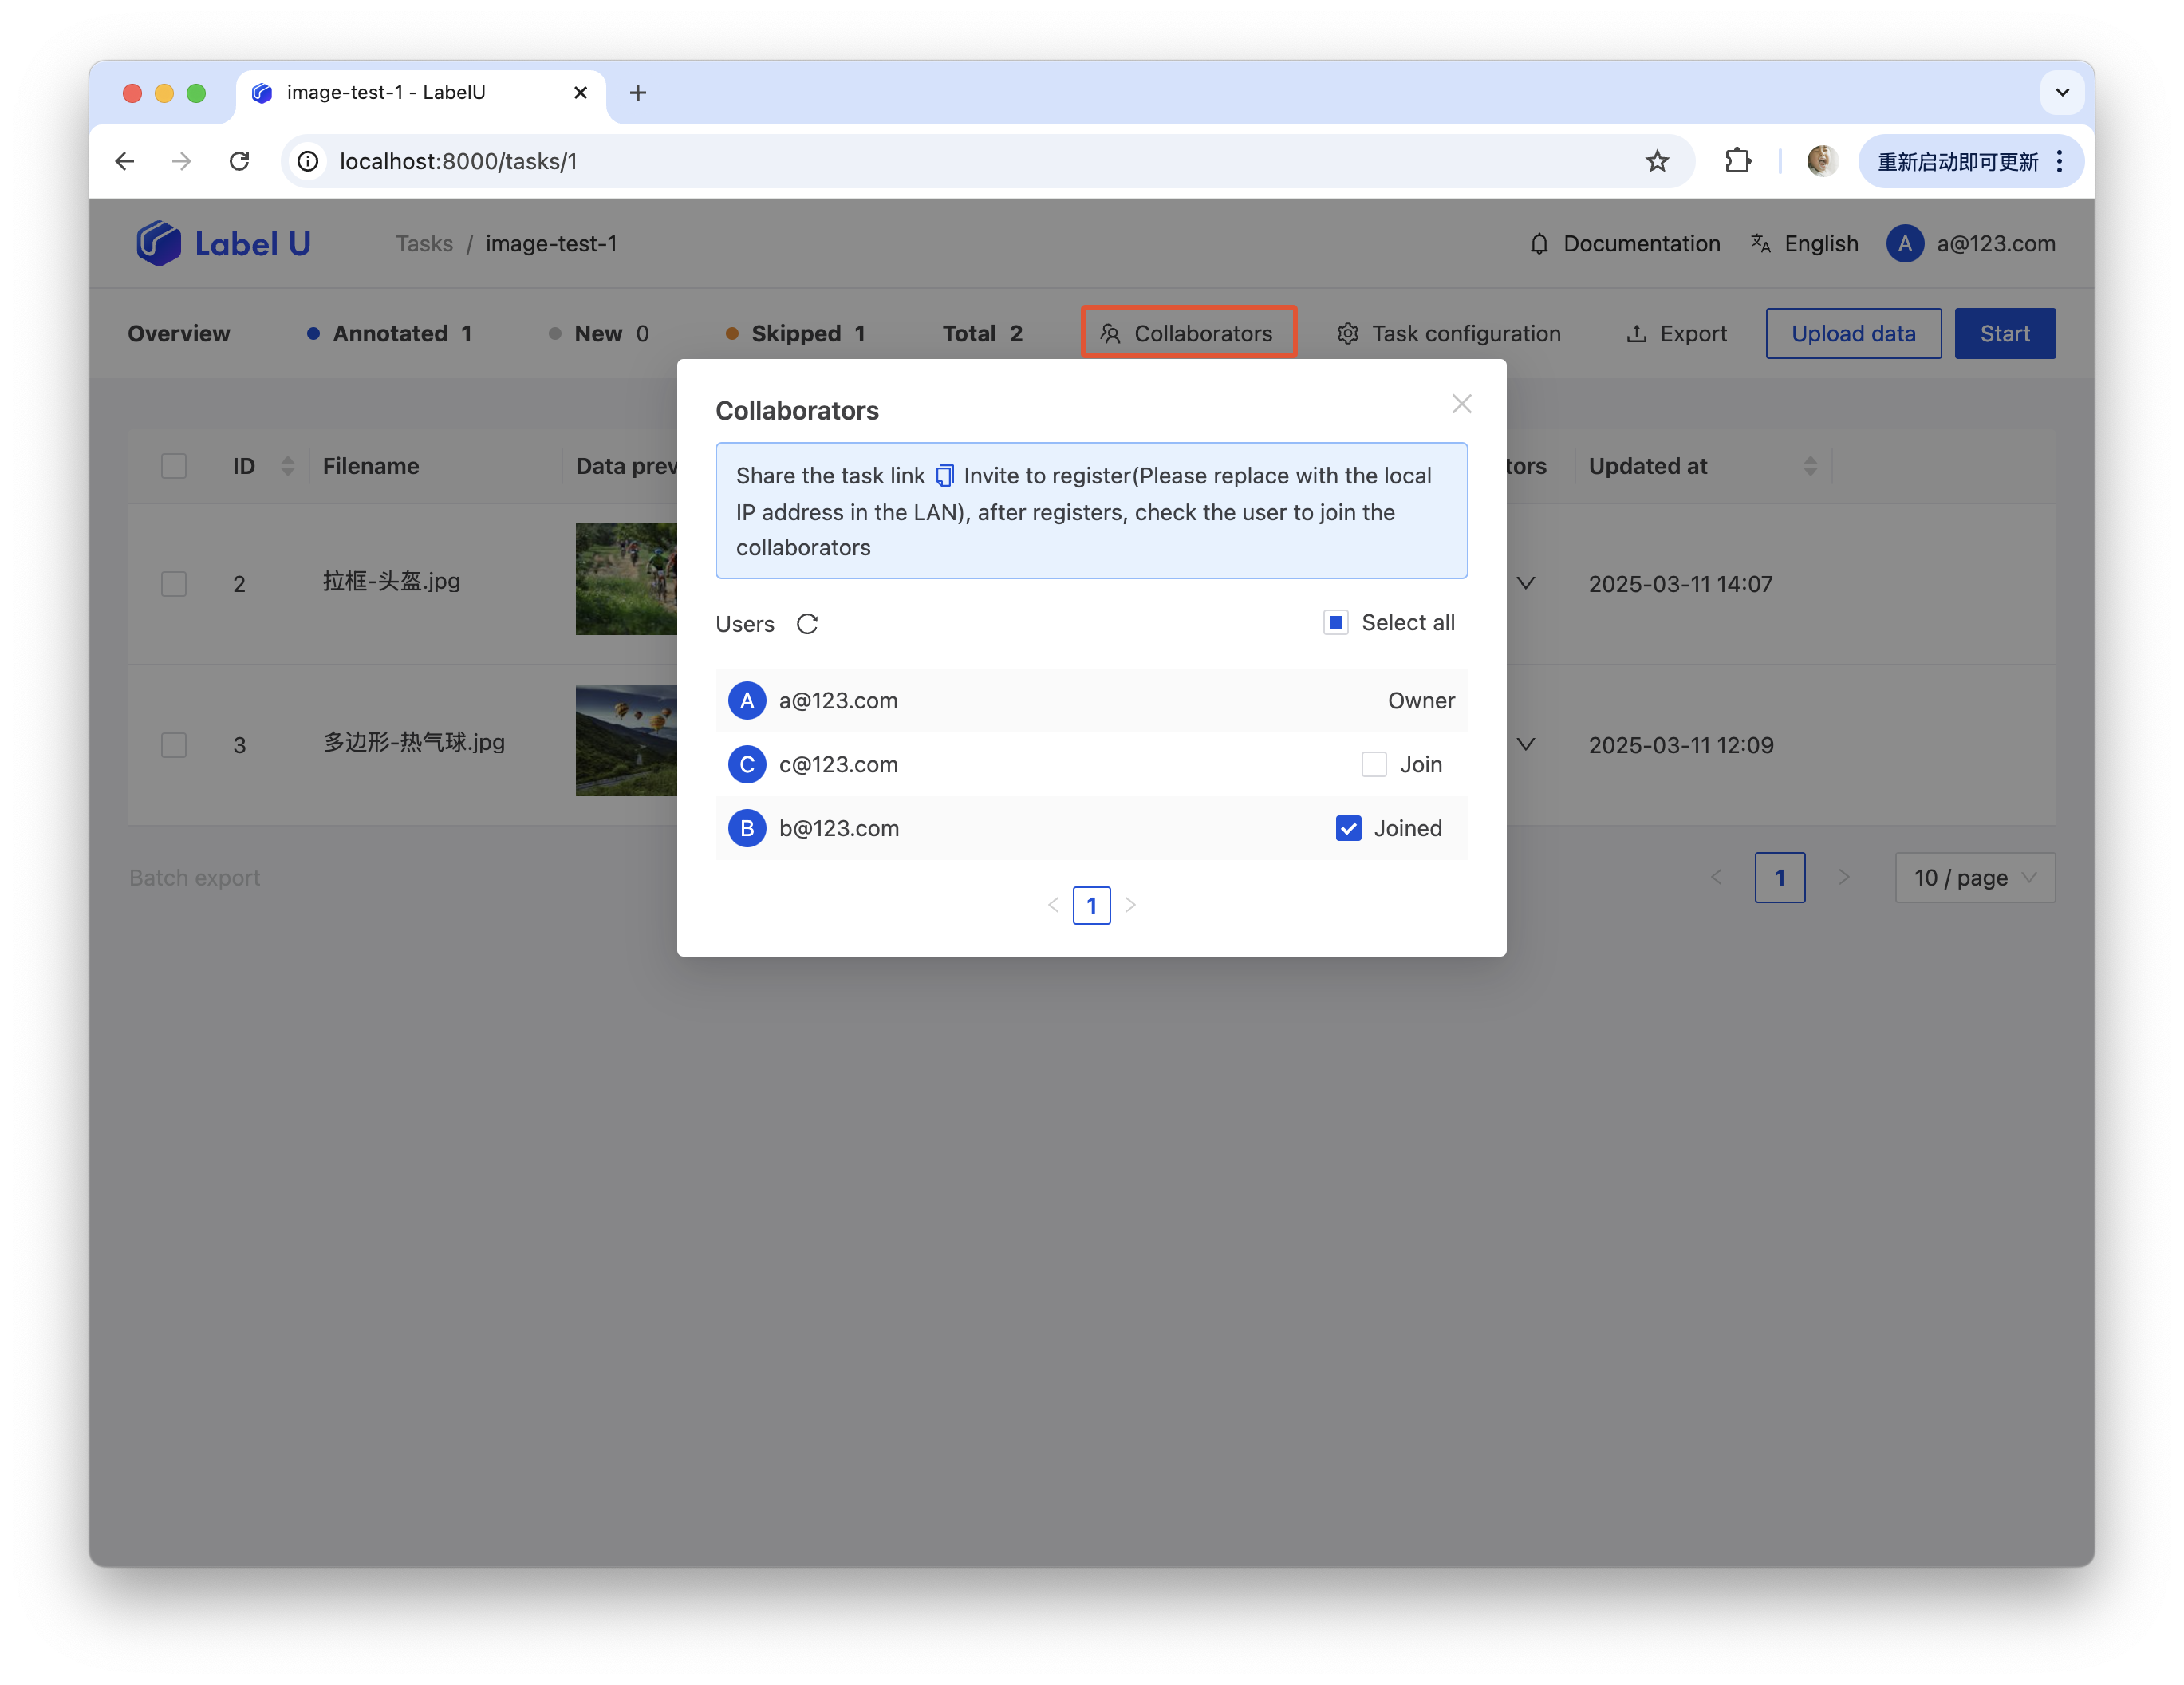 image-test-1 - LabelU
localhost:8000/tasks/1
重新启动即可更新
Label U
Tasks / image-test-1
Documentation
English
A
a@123.com
Overview
Annotated 1
New 0
Skipped 1
Total 2
Collaborators
Task configuration
Export
Upload data
Start
Collaborators
Share the task link Invite to register(Please replace with the local
IP address in the LAN), after registers, check the user to join the
collaborators
Users
Select all
A a@123.com Owner
C c@123.com Join
B b@123.com Joined
1
ID
Filename
Data prev
tors
Updated at
2
拉框-头盔.jpg
2025-03-11 14:07
3
多边形-热气球.jpg
2025-03-11 12:09
Batch export
1
10 / page